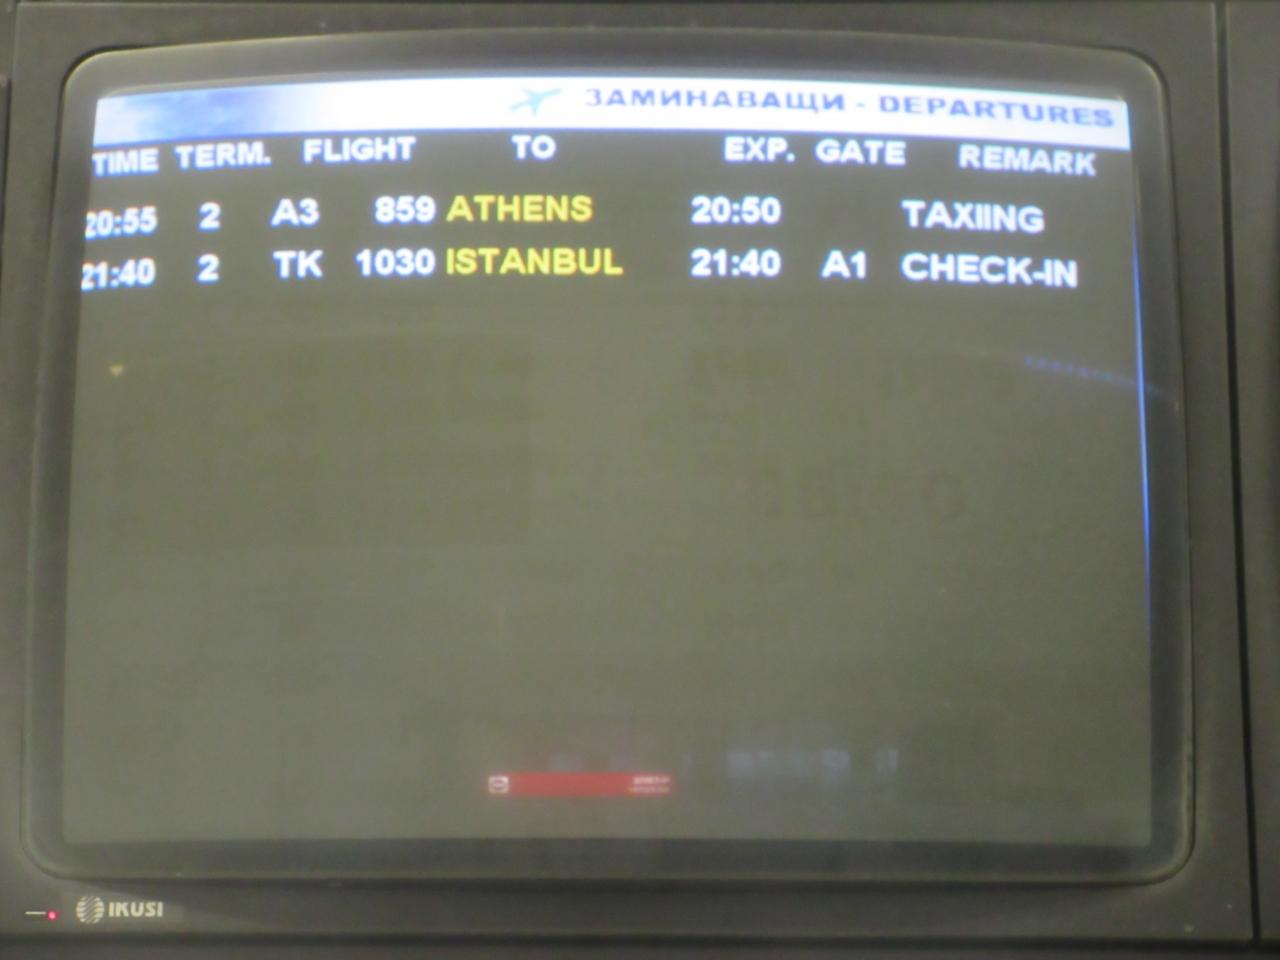 ЗАМИНАВАЩИ - DEPARTURES
TIME TERM. FLIGHT TO EXP. GATE REMARK
20:55 2 A3 859 ATHENS 20:50 TAXIING
21:40 2 TK 1030 ISTANBUL 21:40 A1 CHECK-IN
IKUSI